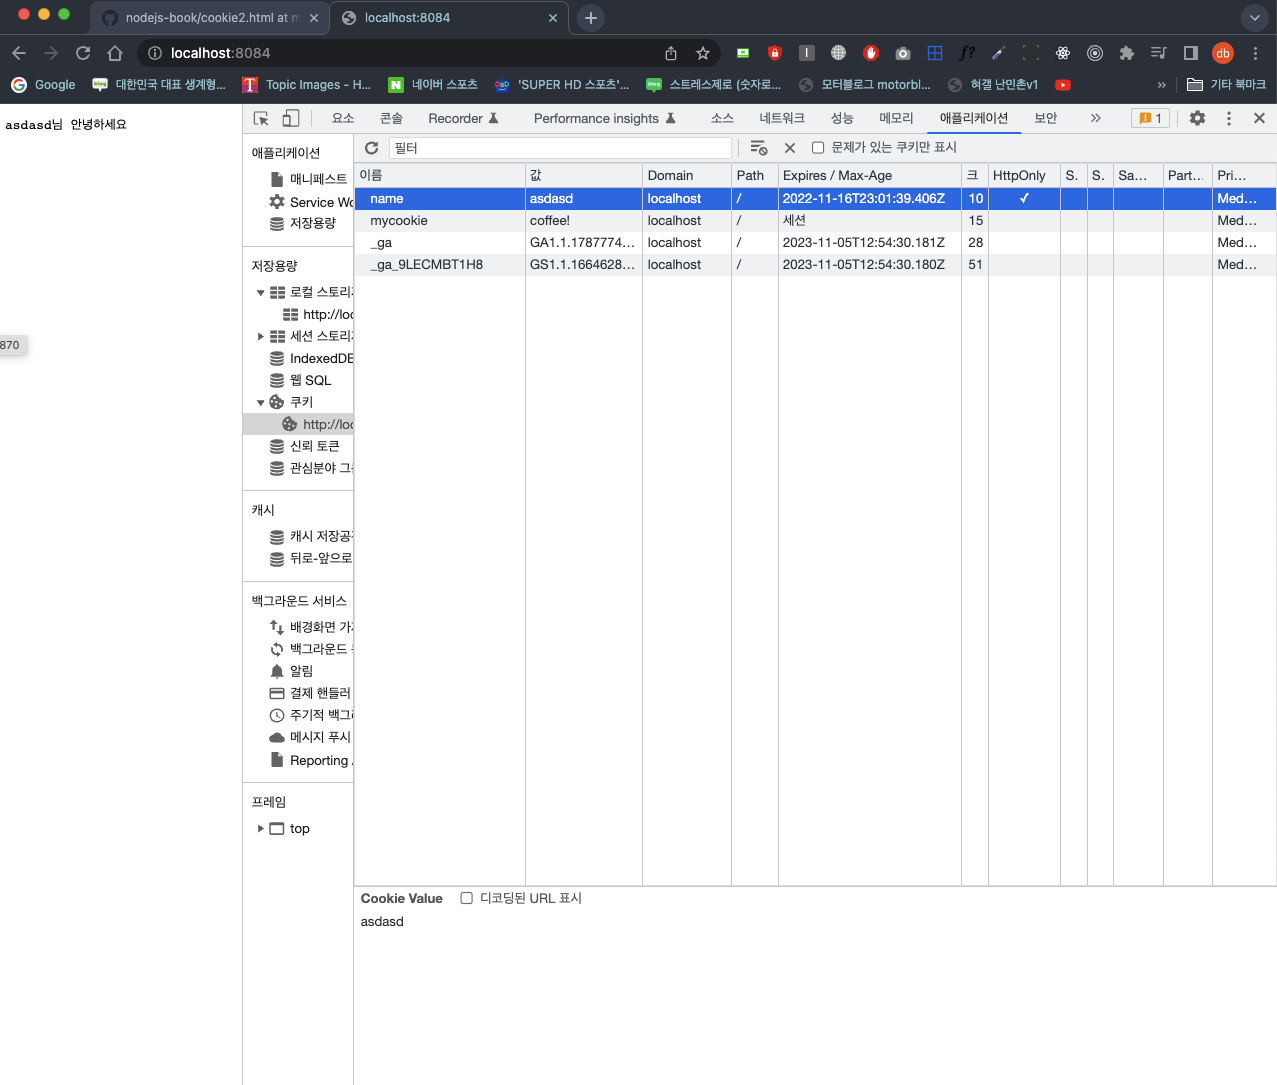 nodejs-book/cookie2.html at m
localhost:8084
localhost:8084
Google
대한민국 대표 생계형...
Topic Images - H...
네이버 스포츠
'SUPER HD 스포츠'...
스트레스제로 (숫자로...
모터블로그 motorbl...
혀갤 난민촌v1
»
기타 북마크
asdasd님 안녕하세요
870
요소
콘솔
Recorder
Performance insights
소스
네트워크
성능
메모리
애플리케이션
보안
»
1
애플리케이션
매니페스트
Service Wo
저장용량
저장용량
로컬 스토리지
http://loc
세션 스토리지
IndexedDB
웹 SQL
쿠키
http://loc
신뢰 토큰
관심분야 그
캐시
캐시 저장공
뒤로-앞으로
백그라운드 서비스
배경화면 가
백그라운드
알림
결제 핸들러
주기적 백그
메시지 푸시
Reporting
프레임
top
필터
문제가 있는 쿠키만 표시
이름 값 Domain Path Expires / Max-Age 크 HttpOnly S. S. Sa... Part... Pri...
name asdasd localhost / 2022-11-16T23:01:39.406Z 10 ✓ Med...
mycookie coffee! localhost / 세션 15 Med...
_ga GA1.1.1787774... localhost / 2023-11-05T12:54:30.181Z 28 Med...
_ga_9LECMBT1H8 GS1.1.1664628... localhost / 2023-11-05T12:54:30.180Z 51 Med...
Cookie Value 디코딩된 URL 표시
asdasd
db